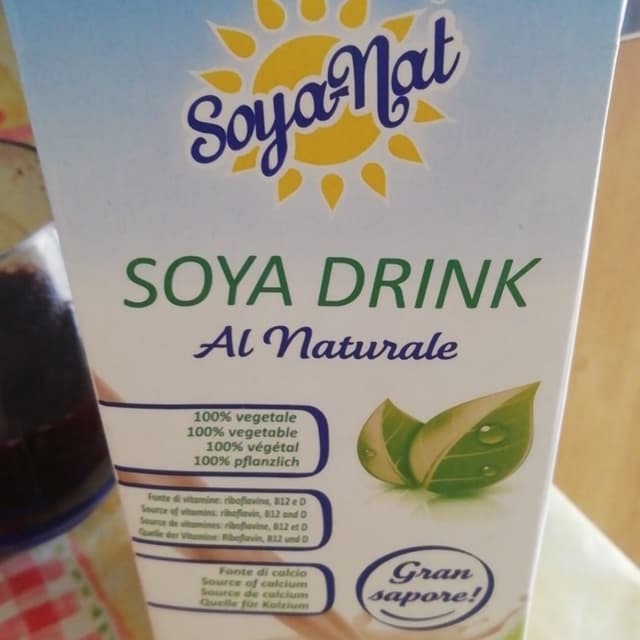 Soya-Nat
SOYA DRINK
Al Naturale
100% vegetale
100% vegetable
100% végétal
100% pflanzlich
Fonte di vitamine: riboflavina, B12 e D
Source of vitamins: riboflavin, B12 and D
Source de vitamines: riboflavine, B12 et D
Quelle der Vitamine: Riboflavin, B12 und D
Fonte di calcio
Source of calcium
Source de calcium
Quelle für Kalzium
Gran
sapore!